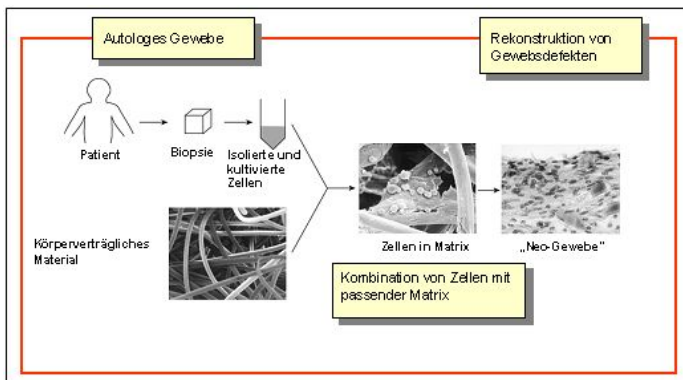 Autologes Gewebe
Rekonstruktion von
Gewebsdefekten
Patient
Biopsie
Isolierte und
kultivierte
Zellen
Körperverträgliches
Material
Zellen in Matrix
„Neo-Gewebe"
Kombination von Zellen mit
passender Matrix